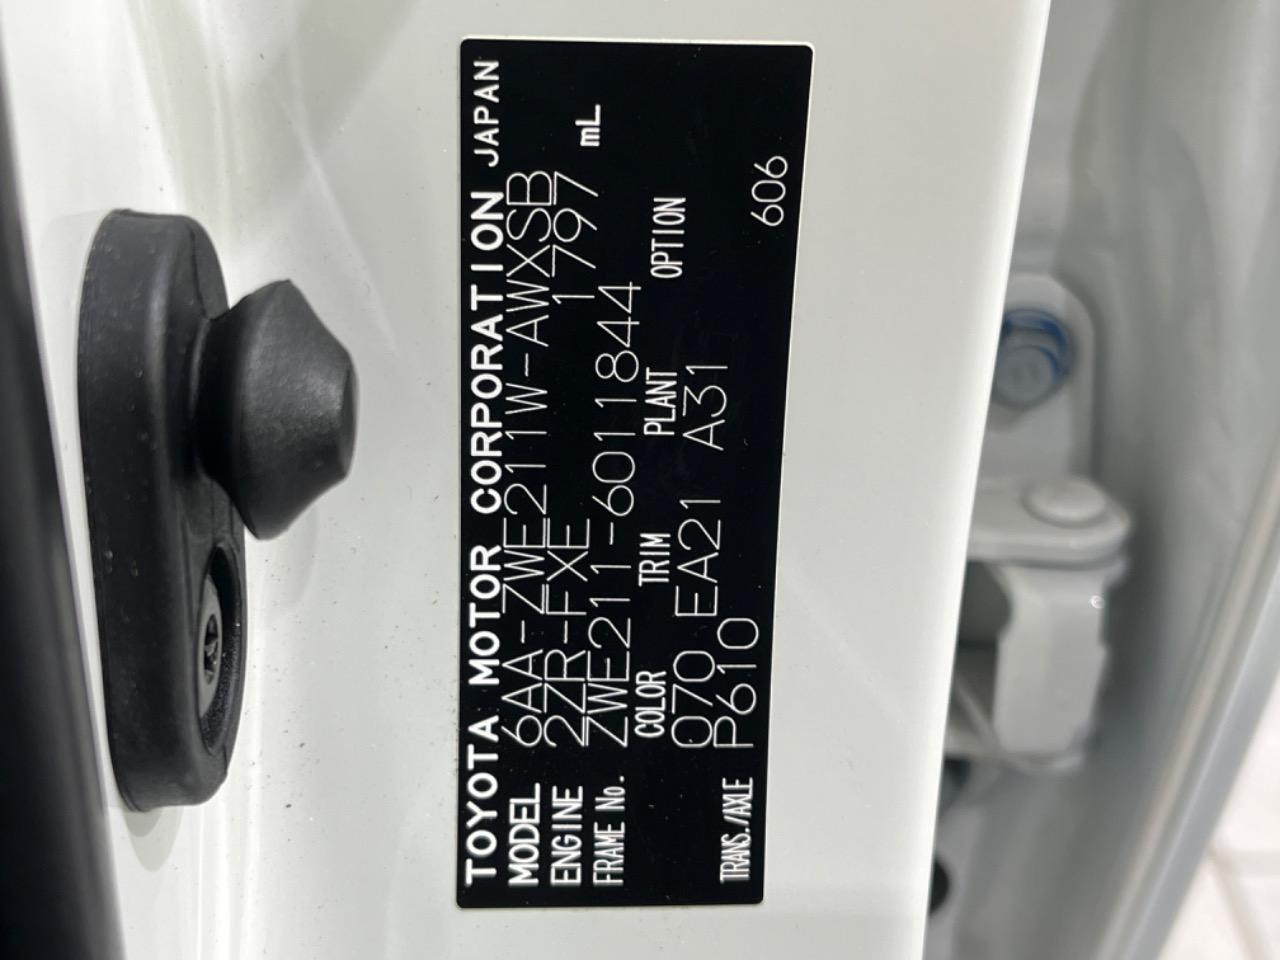 TOYOTA MOTOR CORPORATION JAPAN
MODEL 6AA-ZWE211W-AWXSB
ENGINE 2ZR-FXE 1797 mL
FRAME No. ZWE211-6011844
COLOR TRIM PLANT OPTION
070 EA21 A31
TRANS./AXLE P610 606